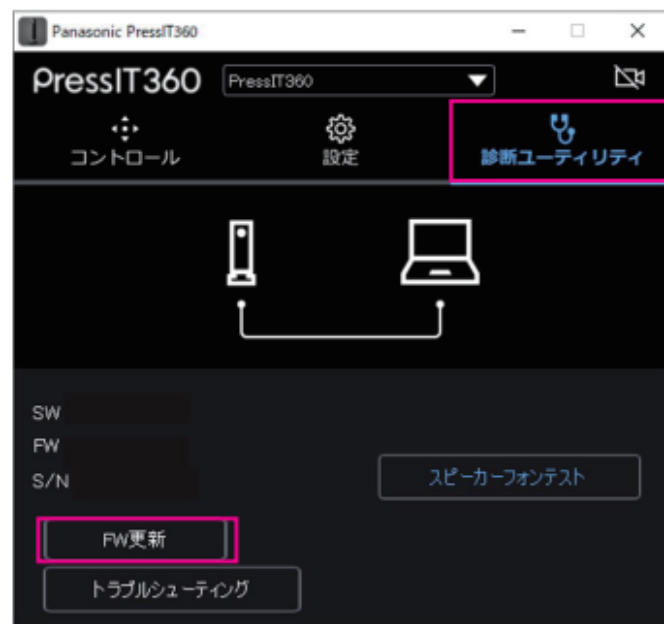 Panasonic PressIT360
PressIT360 PressIT360
コントロール 設定 診断ユーティリティ
SW
FW
S/N
スピーカーフォンテスト
FW更新
トラブルシューティング